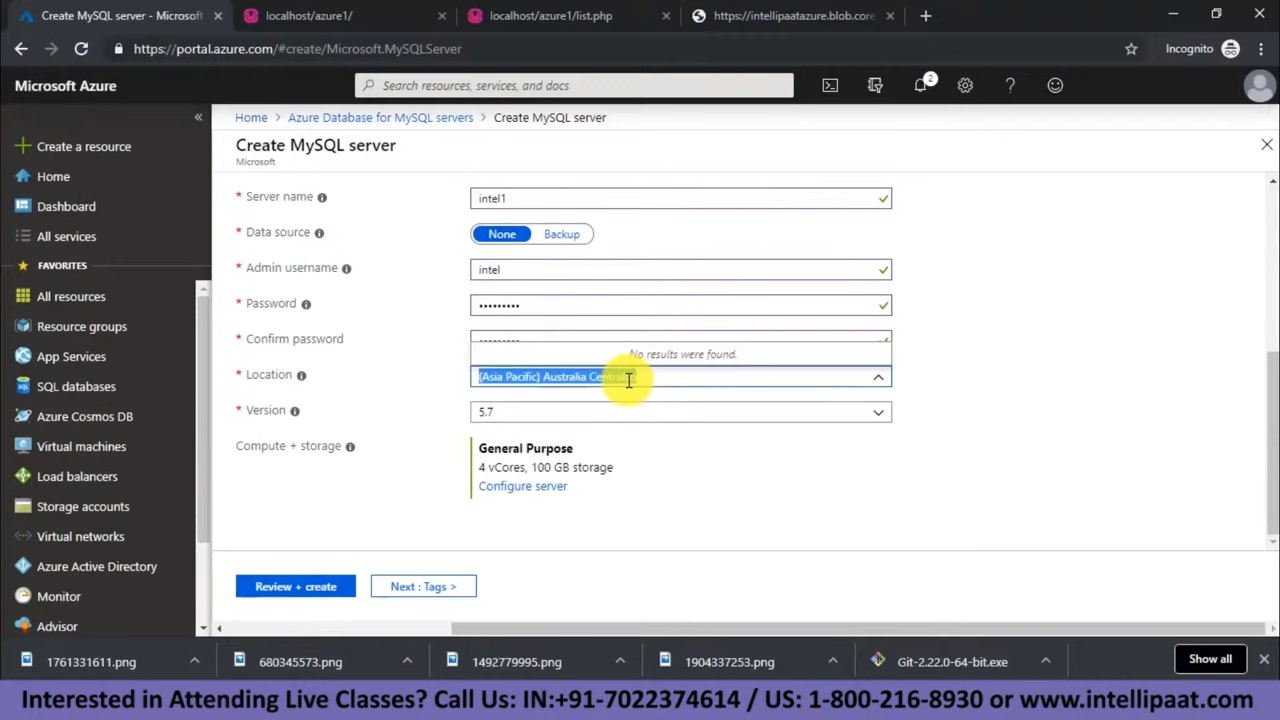 Create MySQL server - Microsoft
localhost/azure1/
localhost/azure1/list.php
https://intellipaatazure.blob.core
https://portal.azure.com/#create/Microsoft.MySQLServer
Incognito
Microsoft Azure
Search resources, services, and docs
2
Create a resource
Home
Dashboard
All services
FAVORITES
All resources
Resource groups
App Services
SQL databases
Azure Cosmos DB
Virtual machines
Load balancers
Storage accounts
Virtual networks
Azure Active Directory
Monitor
Advisor
Home > Azure Database for MySQL servers > Create MySQL server
Create MySQL server
Microsoft
* Server name
intel1
* Data source
None Backup
* Admin username
intel
* Password
•••••••••
* Confirm password
No results were found.
* Location
(Asia Pacific) Australia Central
* Version
5.7
Compute + storage
General Purpose
4 vCores, 100 GB storage
Configure server
Review + create
Next : Tags >
1761331611.png
680345573.png
1492779995.png
1904337253.png
Git-2.22.0-64-bit.exe
Show all
Interested in Attending Live Classes? Call Us: IN:+91-7022374614 / US: 1-800-216-8930 or www.intellipaat.com